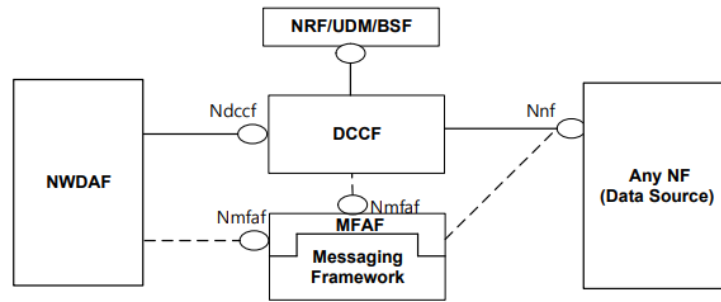 NRF/UDM/BSF
Ndccf
Nnf
DCCF
NWDAF
Any NF
(Data Source)
Nmfaf
Nmfaf
MFAF
Messaging
Framework